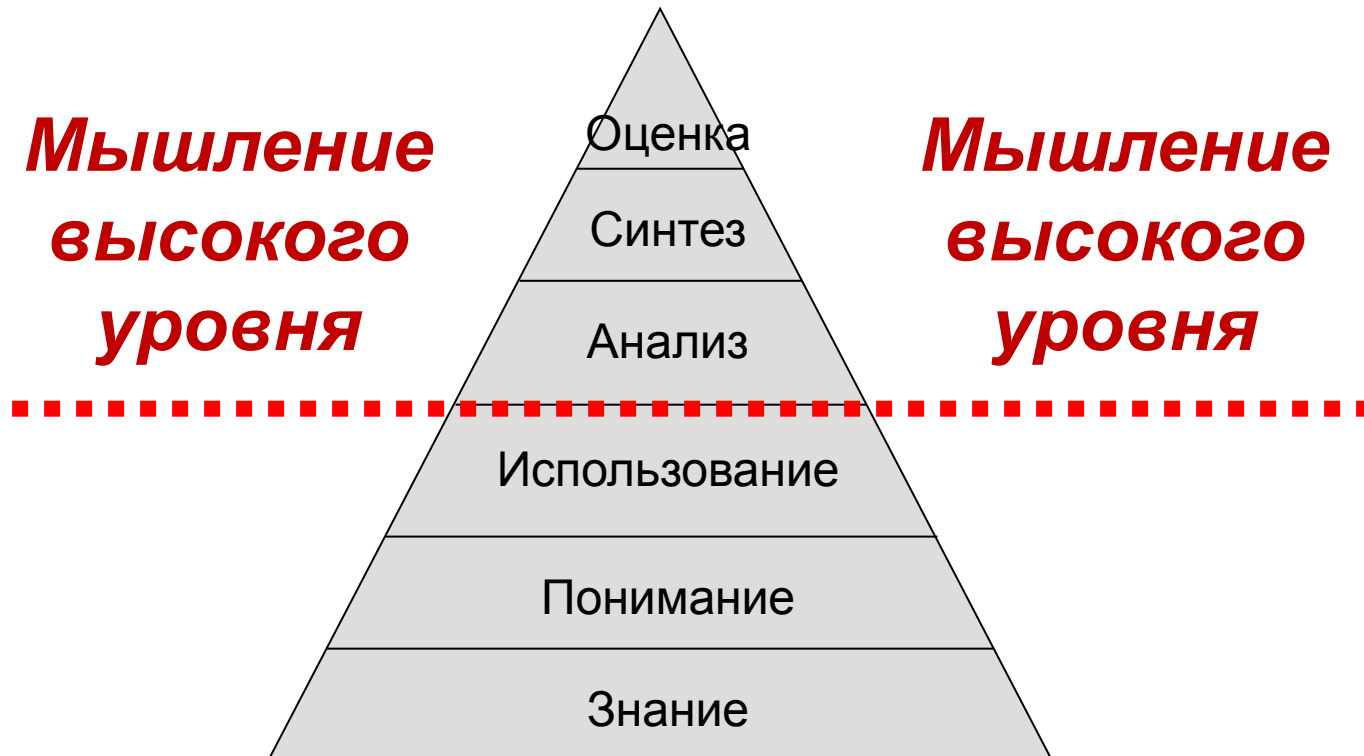 Мышление
высокого
уровня
Оценка
Синтез
Анализ
Мышление
высокого
уровня
Использование
Понимание
Знание